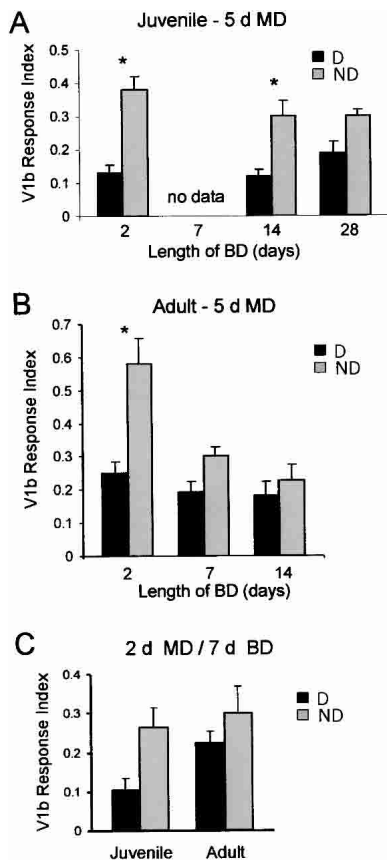 A
Juvenile - 5 d MD
0.5
0.4
0.3
0.2
0.1
0
V1b Response Index
*
*
D
ND
no data
2 7 14 28
Length of BD (days)
B
Adult - 5 d MD
0.7
0.6
0.5
0.4
0.3
0.2
0.1
0
V1b Response Index
*
D
ND
2 7 14
Length of BD (days)
C
2 d MD / 7 d BD
0.4
0.3
0.2
0.1
0
V1b Response Index
D
ND
Juvenile Adult